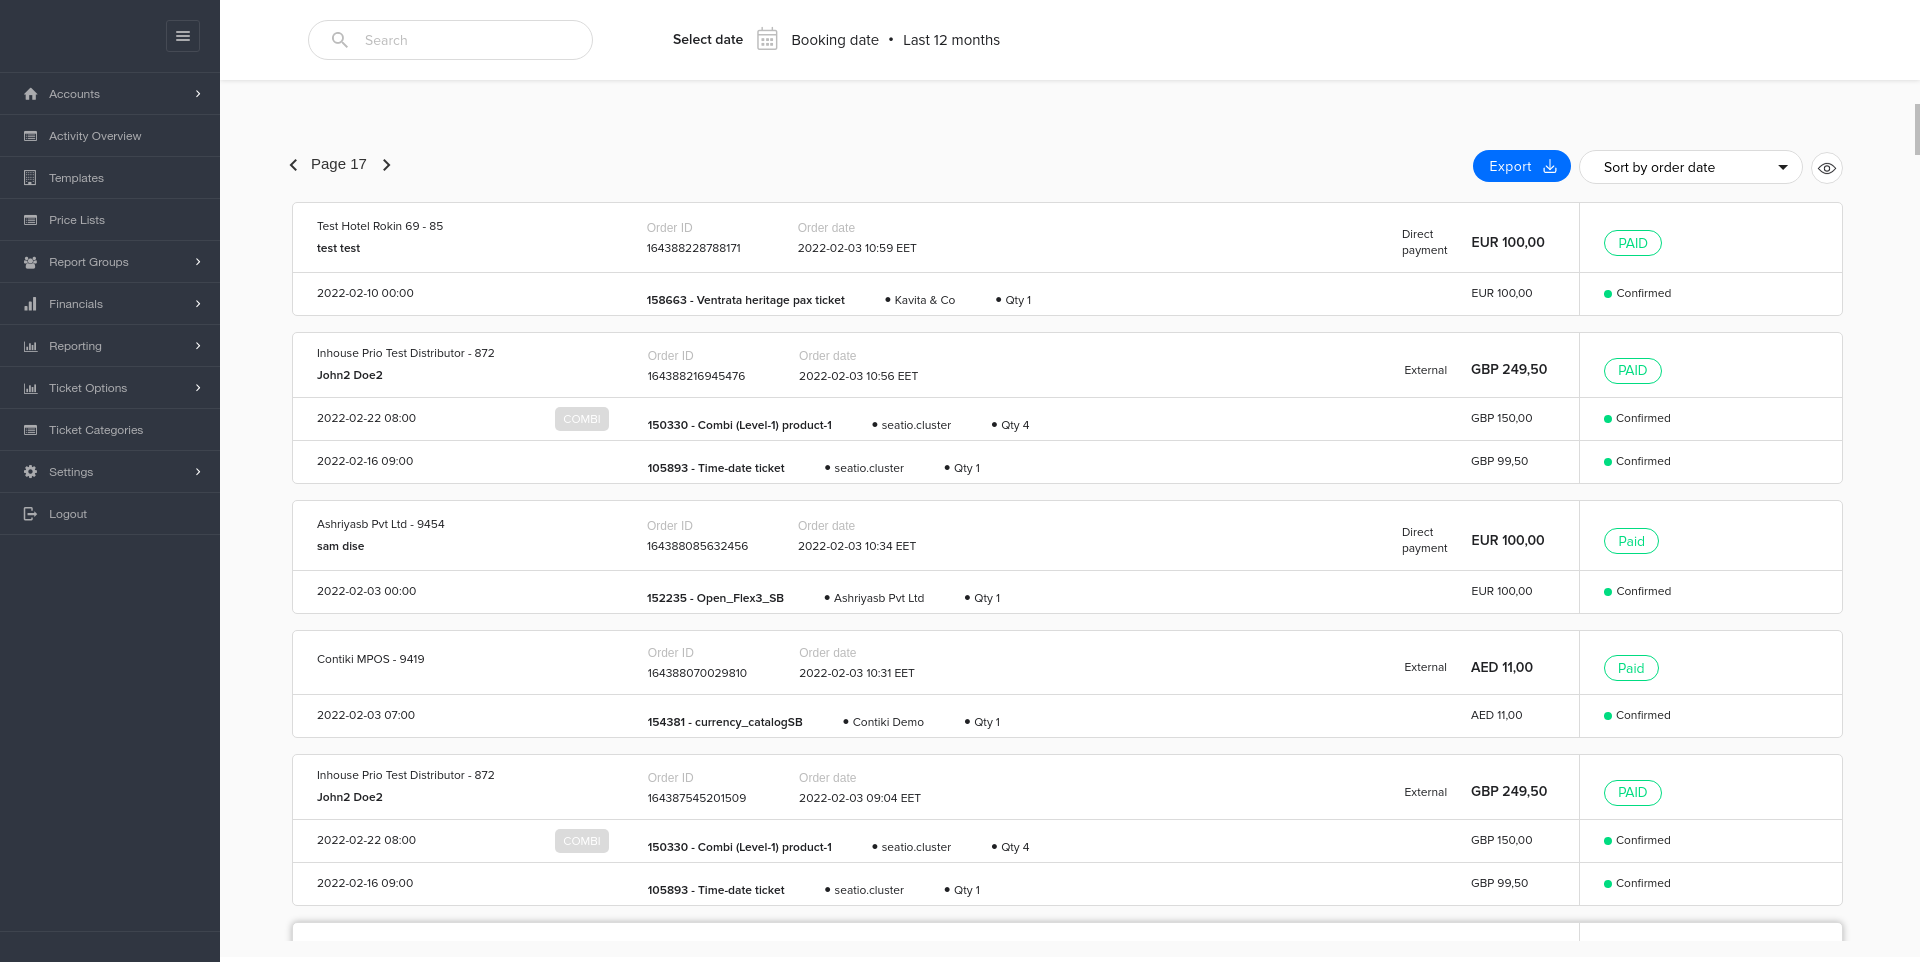 Search
Select date Booking date • Last 12 months
Accounts
Activity Overview
Templates
Price Lists
Report Groups
Financials
Reporting
Ticket Options
Ticket Categories
Settings
Logout
Page 17
Export Sort by order date
Test Hotel Rokin 69 - 85 Order ID Order date Direct payment EUR 100,00 PAID
test test 164388228788171 2022-02-03 10:59 EET
2022-02-10 00:00 158663 - Ventrata heritage pax ticket • Kavita & Co • Qty 1 EUR 100,00 Confirmed
Inhouse Prio Test Distributor - 872 Order ID Order date External GBP 249,50 PAID
John2 Doe2 164388216945476 2022-02-03 10:56 EET
2022-02-22 08:00 COMBI 150330 - Combi (Level-1) product-1 • seatio.cluster • Qty 4 GBP 150,00 Confirmed
2022-02-16 09:00 105893 - Time-date ticket • seatio.cluster • Qty 1 GBP 99,50 Confirmed
Ashriyasb Pvt Ltd - 9454 Order ID Order date Direct payment EUR 100,00 Paid
sam dise 164388085632456 2022-02-03 10:34 EET
2022-02-03 00:00 152235 - Open_Flex3_SB • Ashriyasb Pvt Ltd • Qty 1 EUR 100,00 Confirmed
Contiki MPOS - 9419 Order ID Order date External AED 11,00 Paid
164388070029810 2022-02-03 10:31 EET
2022-02-03 07:00 154381 - currency_catalogSB • Contiki Demo • Qty 1 AED 11,00 Confirmed
Inhouse Prio Test Distributor - 872 Order ID Order date External GBP 249,50 PAID
John2 Doe2 164387545201509 2022-02-03 09:04 EET
2022-02-22 08:00 COMBI 150330 - Combi (Level-1) product-1 • seatio.cluster • Qty 4 GBP 150,00 Confirmed
2022-02-16 09:00 105893 - Time-date ticket • seatio.cluster • Qty 1 GBP 99,50 Confirmed